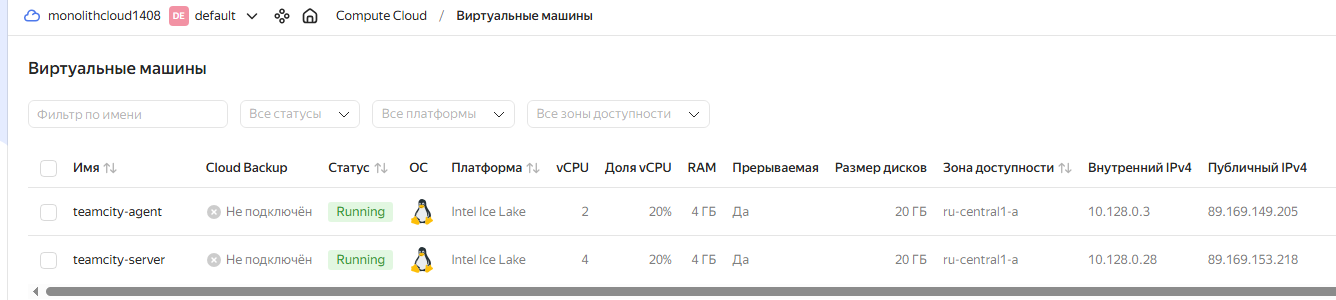 monolithcloud1408 DE default Compute Cloud / Виртуальные машины
Виртуальные машины
Фильтр по имени Все статусы Все платформы Все зоны доступности
Имя Cloud Backup Статус ОС Платформа vCPU Доля vCPU RAM Прерываемая Размер дисков Зона доступности Внутренний IPv4 Публичный IPv4
teamcity-agent Не подключён Running Intel Ice Lake 2 20% 4 ГБ Да 20 ГБ ru-central1-a 10.128.0.3 89.169.149.205
teamcity-server Не подключён Running Intel Ice Lake 4 20% 4 ГБ Да 20 ГБ ru-central1-a 10.128.0.28 89.169.153.218